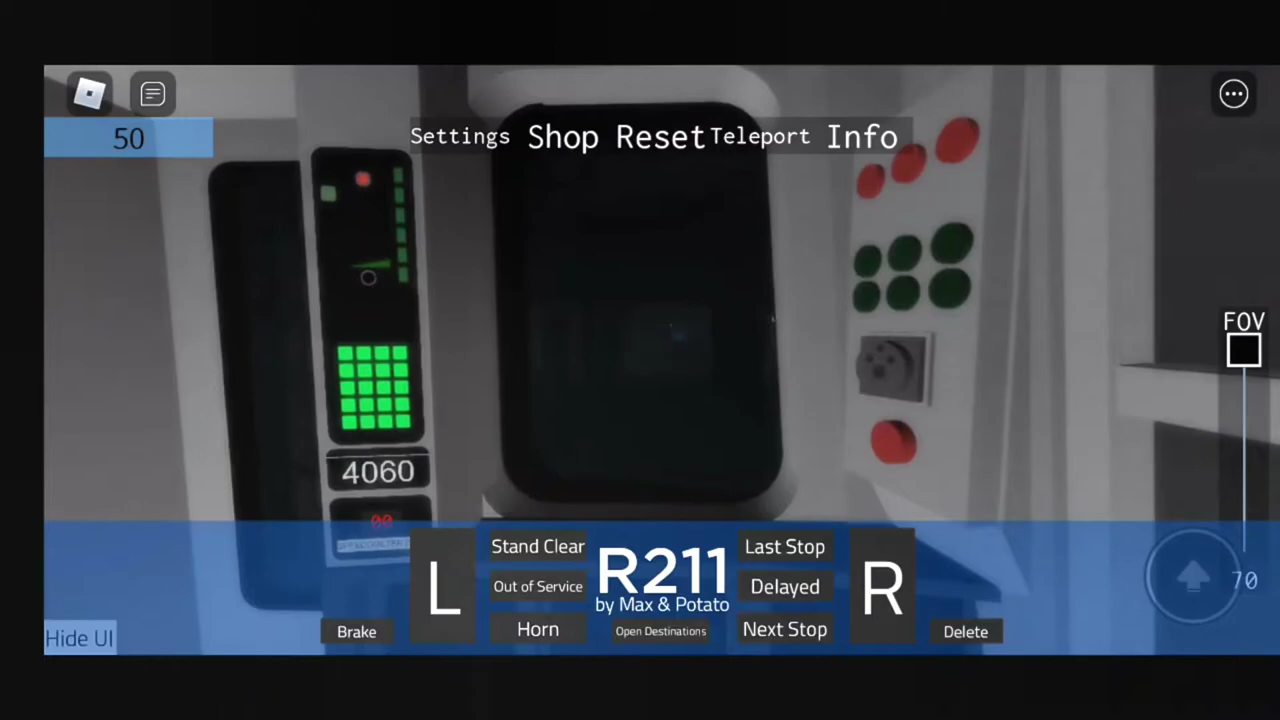 50
Settings Shop Reset Teleport Info
FOV
4060
00
Stand Clear
Last Stop
L
Out of Service
R211
Delayed
R
70
by Max & Potato
Hide UI
Brake
Horn
Open Destinations
Next Stop
Delete